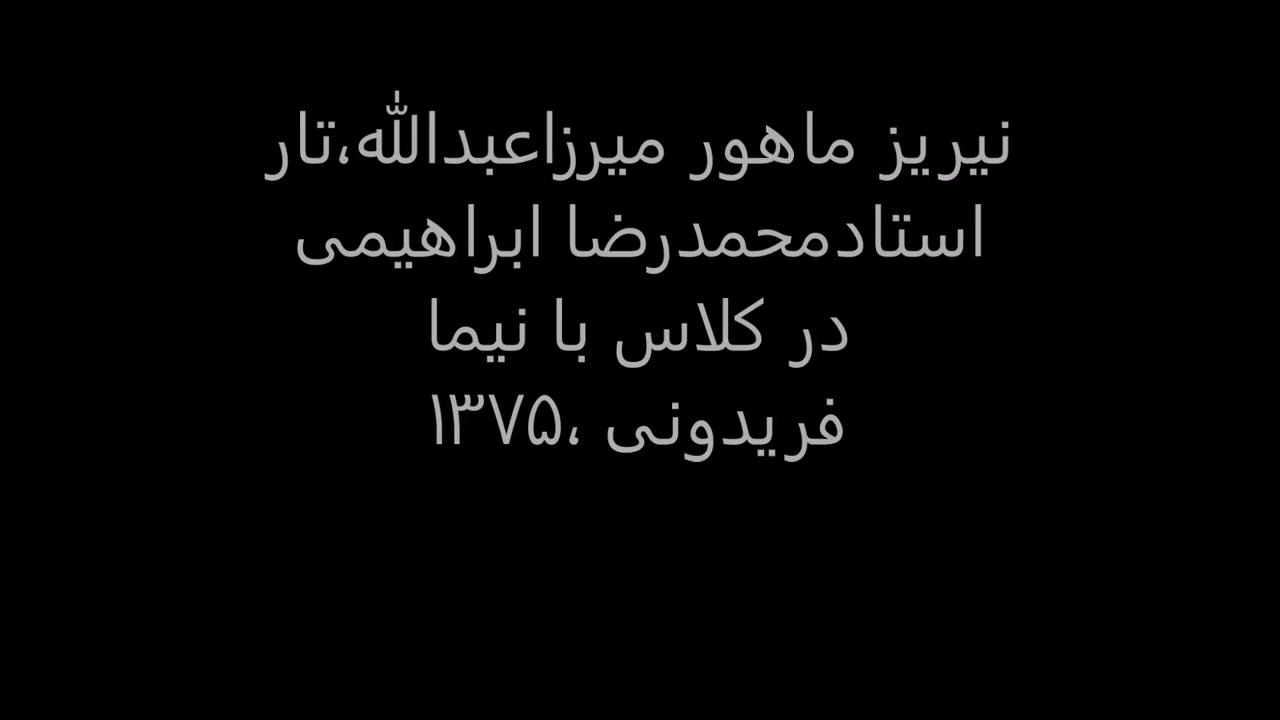 نیریز ماهور میرزاعبدالله،تار
استادمحمدرضا ابراهیمی
در کلاس با نیما
فریدونی ،۱۳۷۵